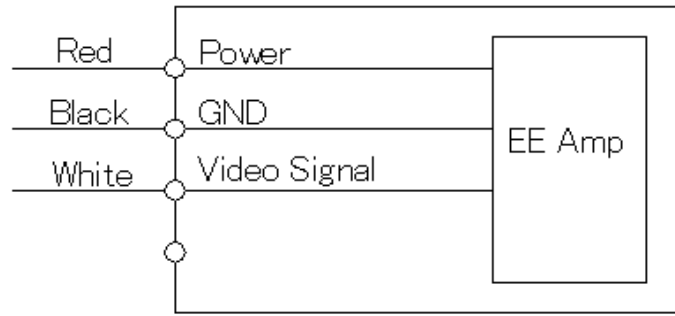 Red
Power
Black
GND
EE Amp
White
Video Signal